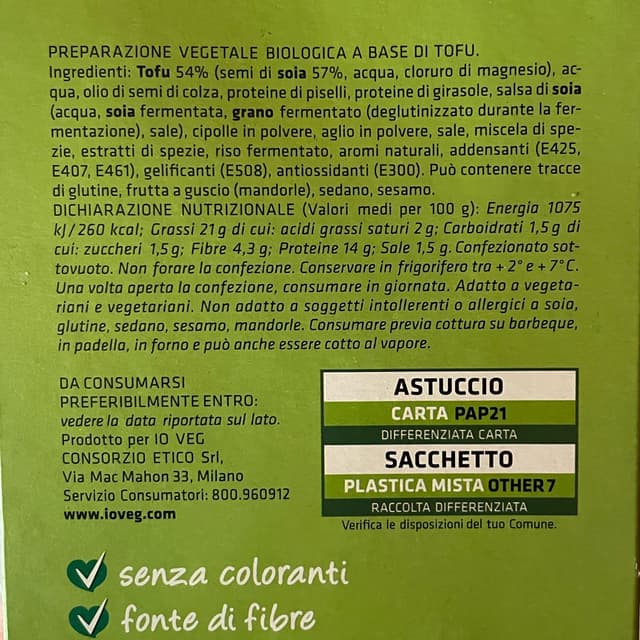 PREPARAZIONE VEGETALE BIOLOGICA A BASE DI TOFU.
Ingredienti: Tofu 54% (semi di soia 57%, acqua, cloruro di magnesio), ac-
qua, olio di semi di colza, proteine di piselli, proteine di girasole, salsa di soia
(acqua, soia fermentata, grano fermentato (deglutinizzato durante la fer-
mentazione), sale), cipolle in polvere, aglio in polvere, sale, miscela di spe-
zie, estratti di spezie, riso fermentato, aromi naturali, addensanti (E425,
E407, E461), gelificanti (E508), antiossidanti (E300). Può contenere tracce
di glutine, frutta a guscio (mandorle), sedano, sesamo.
DICHIARAZIONE NUTRIZIONALE (Valori medi per 100 g): Energia 1075
kJ/260 kcal; Grassi 21 g di cui: acidi grassi saturi 2 g; Carboidrati 1,5 g di
cui: zuccheri 1,5 g; Fibre 4,3 g; Proteine 14 g; Sale 1,5 g. Confezionato sot-
tovuoto. Non forare la confezione. Conservare in frigorifero tra +2° e +7°C.
Una volta aperta la confezione, consumare in giornata. Adatto a vegeta-
riani e vegetariani. Non adatto a soggetti intollerenti o allergici a soia,
glutine, sedano, sesamo, mandorle. Consumare previa cottura su barbeque,
in padella, in forno e può anche essere cotto al vapore.
DA CONSUMARSI
PREFERIBILMENTE ENTRO:
vedere la data riportata sul lato.
Prodotto per IO VEG
CONSORZIO ETICO Srl,
Via Mac Mahon 33, Milano
Servizio Consumatori: 800.960912
www.ioveg.com
ASTUCCIO
CARTA PAP21
DIFFERENZIATA CARTA
SACCHETTO
PLASTICA MISTA OTHER7
RACCOLTA DIFFERENZIATA
Verifica le disposizioni del tuo Comune.
senza coloranti
fonte di fibre